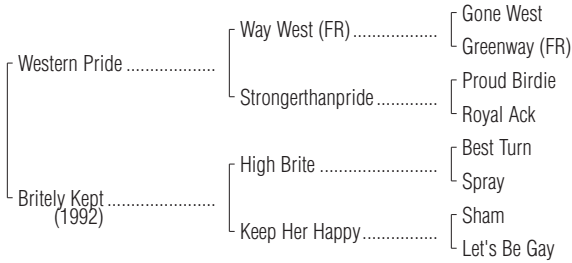 Gone West
Way West (FR) ....................
Greenway (FR)
Western Pride .....................
Proud Birdie
Strongerthanpride ..............
Royal Ack
Best Turn
High Brite ...........................
Spray
Britely Kept .........................
(1992)
Sham
Keep Her Happy ..................
Let's Be Gay